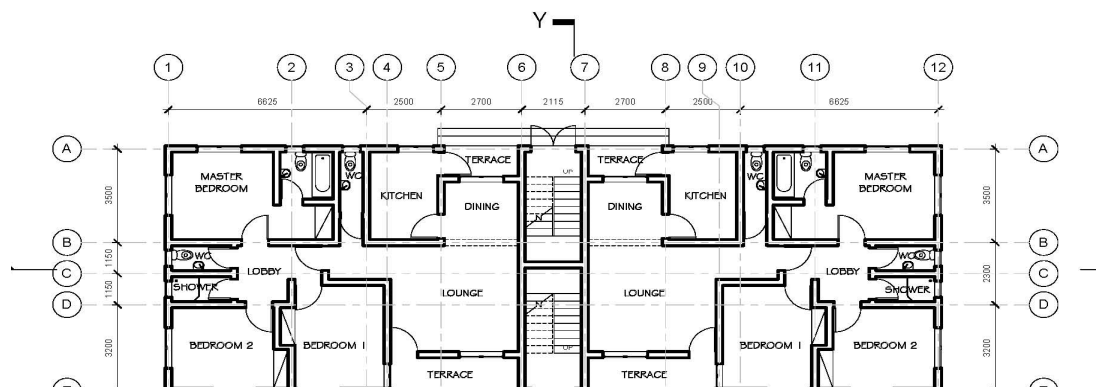 Y
1 2 3 4 5 6 7 8 9 10 11 12
6625 2500 2700 2115 2700 2500 6625
A A
TERRACE UP TERRACE
MASTER BEDROOM WC KITCHEN DINING N DINING KITCHEN WC MASTER BEDROOM
3500 3500
B B
1150 WC LOBBY LOBBY WC 2300
C C
1150 SHOWER LOUNGE N LOUNGE SHOWER
D D
3200 BEDROOM 2 BEDROOM 1 UP BEDROOM 1 BEDROOM 2 3200
TERRACE TERRACE